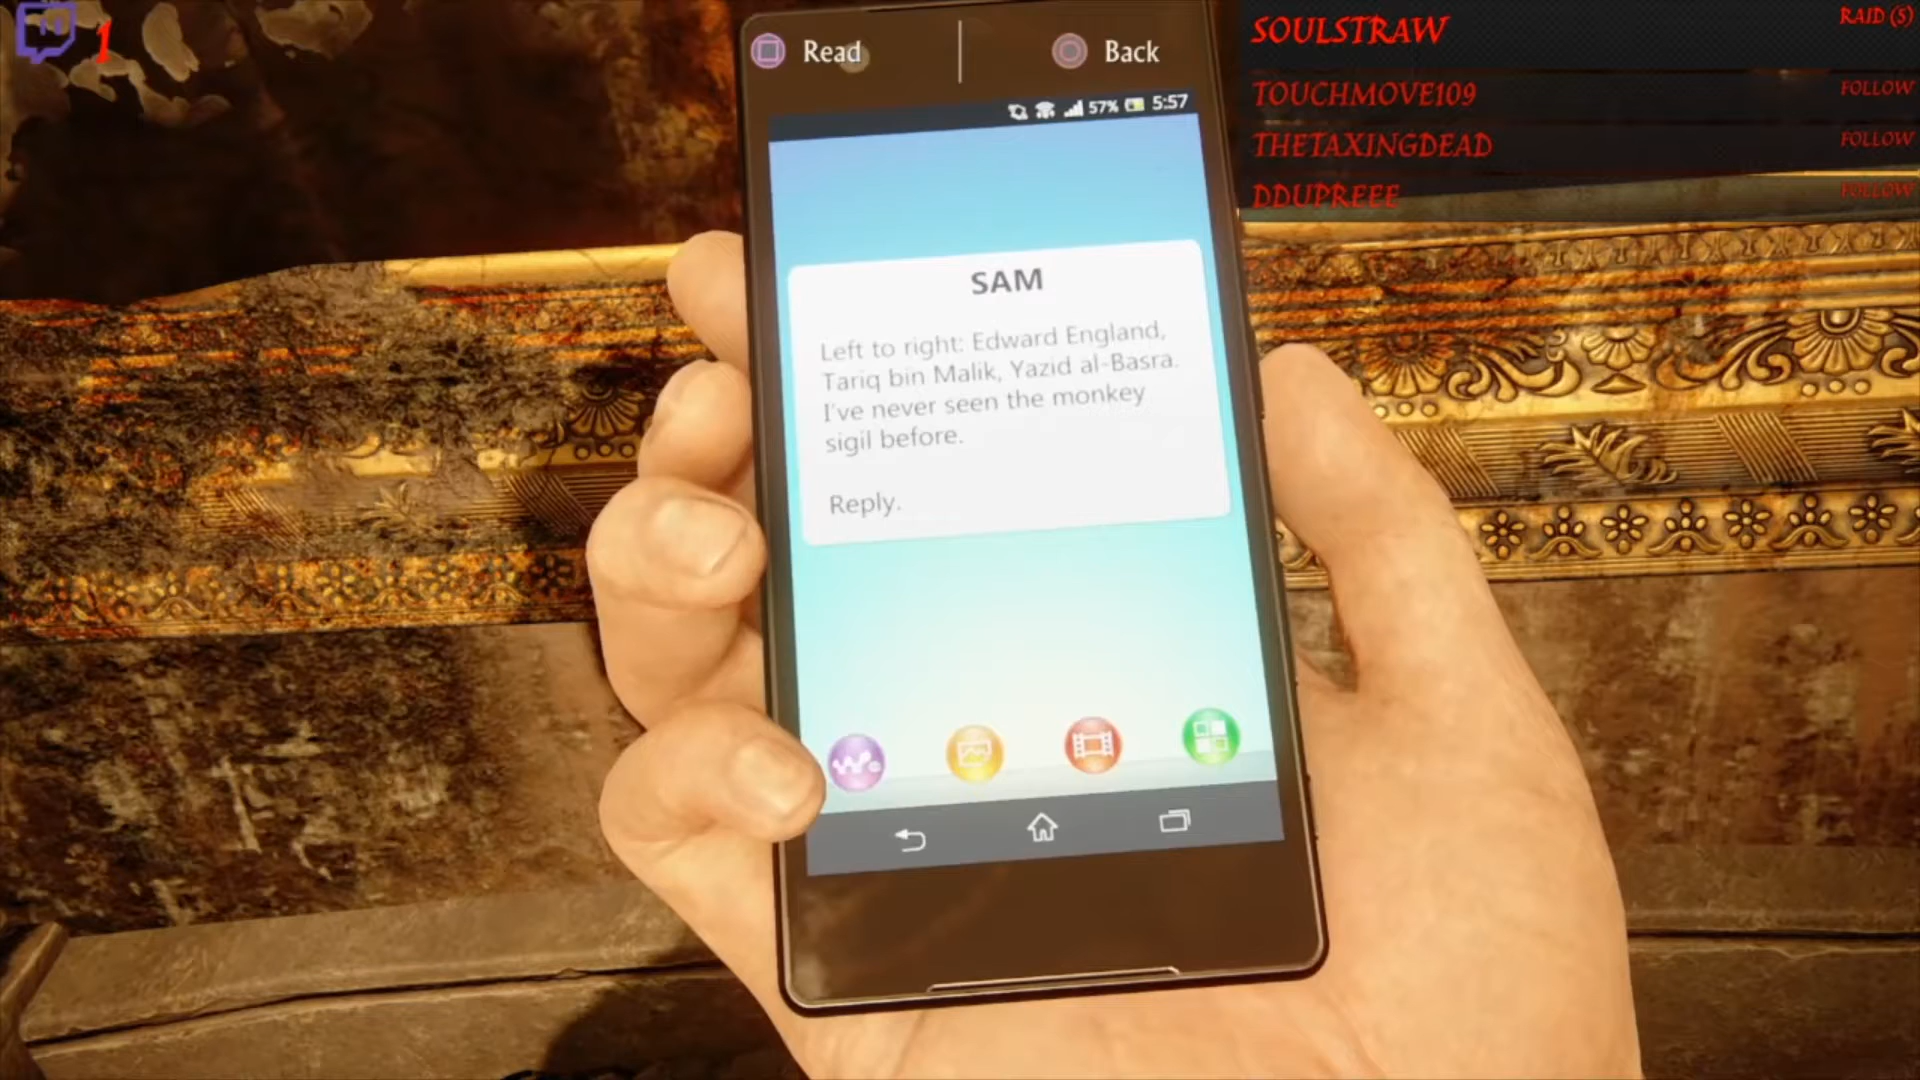 1
Read
Back
SOULSTRAW
RAID (5)
TOUCHMOVE109
FOLLOW
THETAXINGDEAD
FOLLOW
DDUPREEE
FOLLOW
57% 5:57
SAM
Left to right: Edward England,
Tariq bin Malik, Yazid al-Basra.
I've never seen the monkey
sigil before.
Reply.